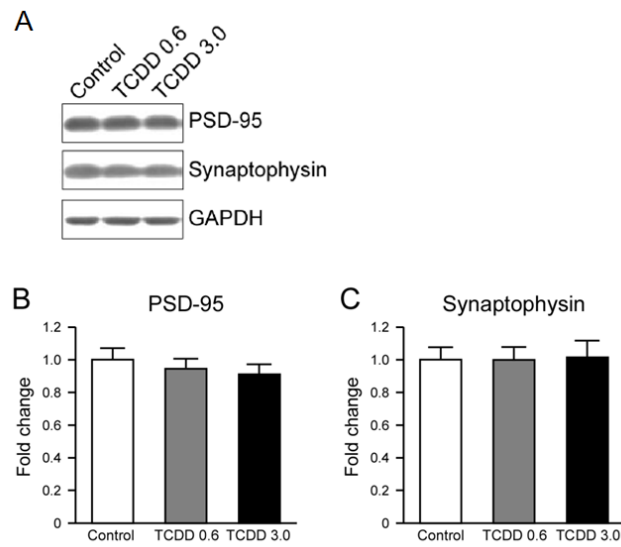 A
Control
TCDD 0.6
TCDD 3.0
PSD-95
Synaptophysin
GAPDH
B
PSD-95
Fold change
1.2
1.0
0.8
0.6
0.4
0.2
0
Control TCDD 0.6 TCDD 3.0
C
Synaptophysin
Fold change
1.2
1.0
0.8
0.6
0.4
0.2
0
Control TCDD 0.6 TCDD 3.0